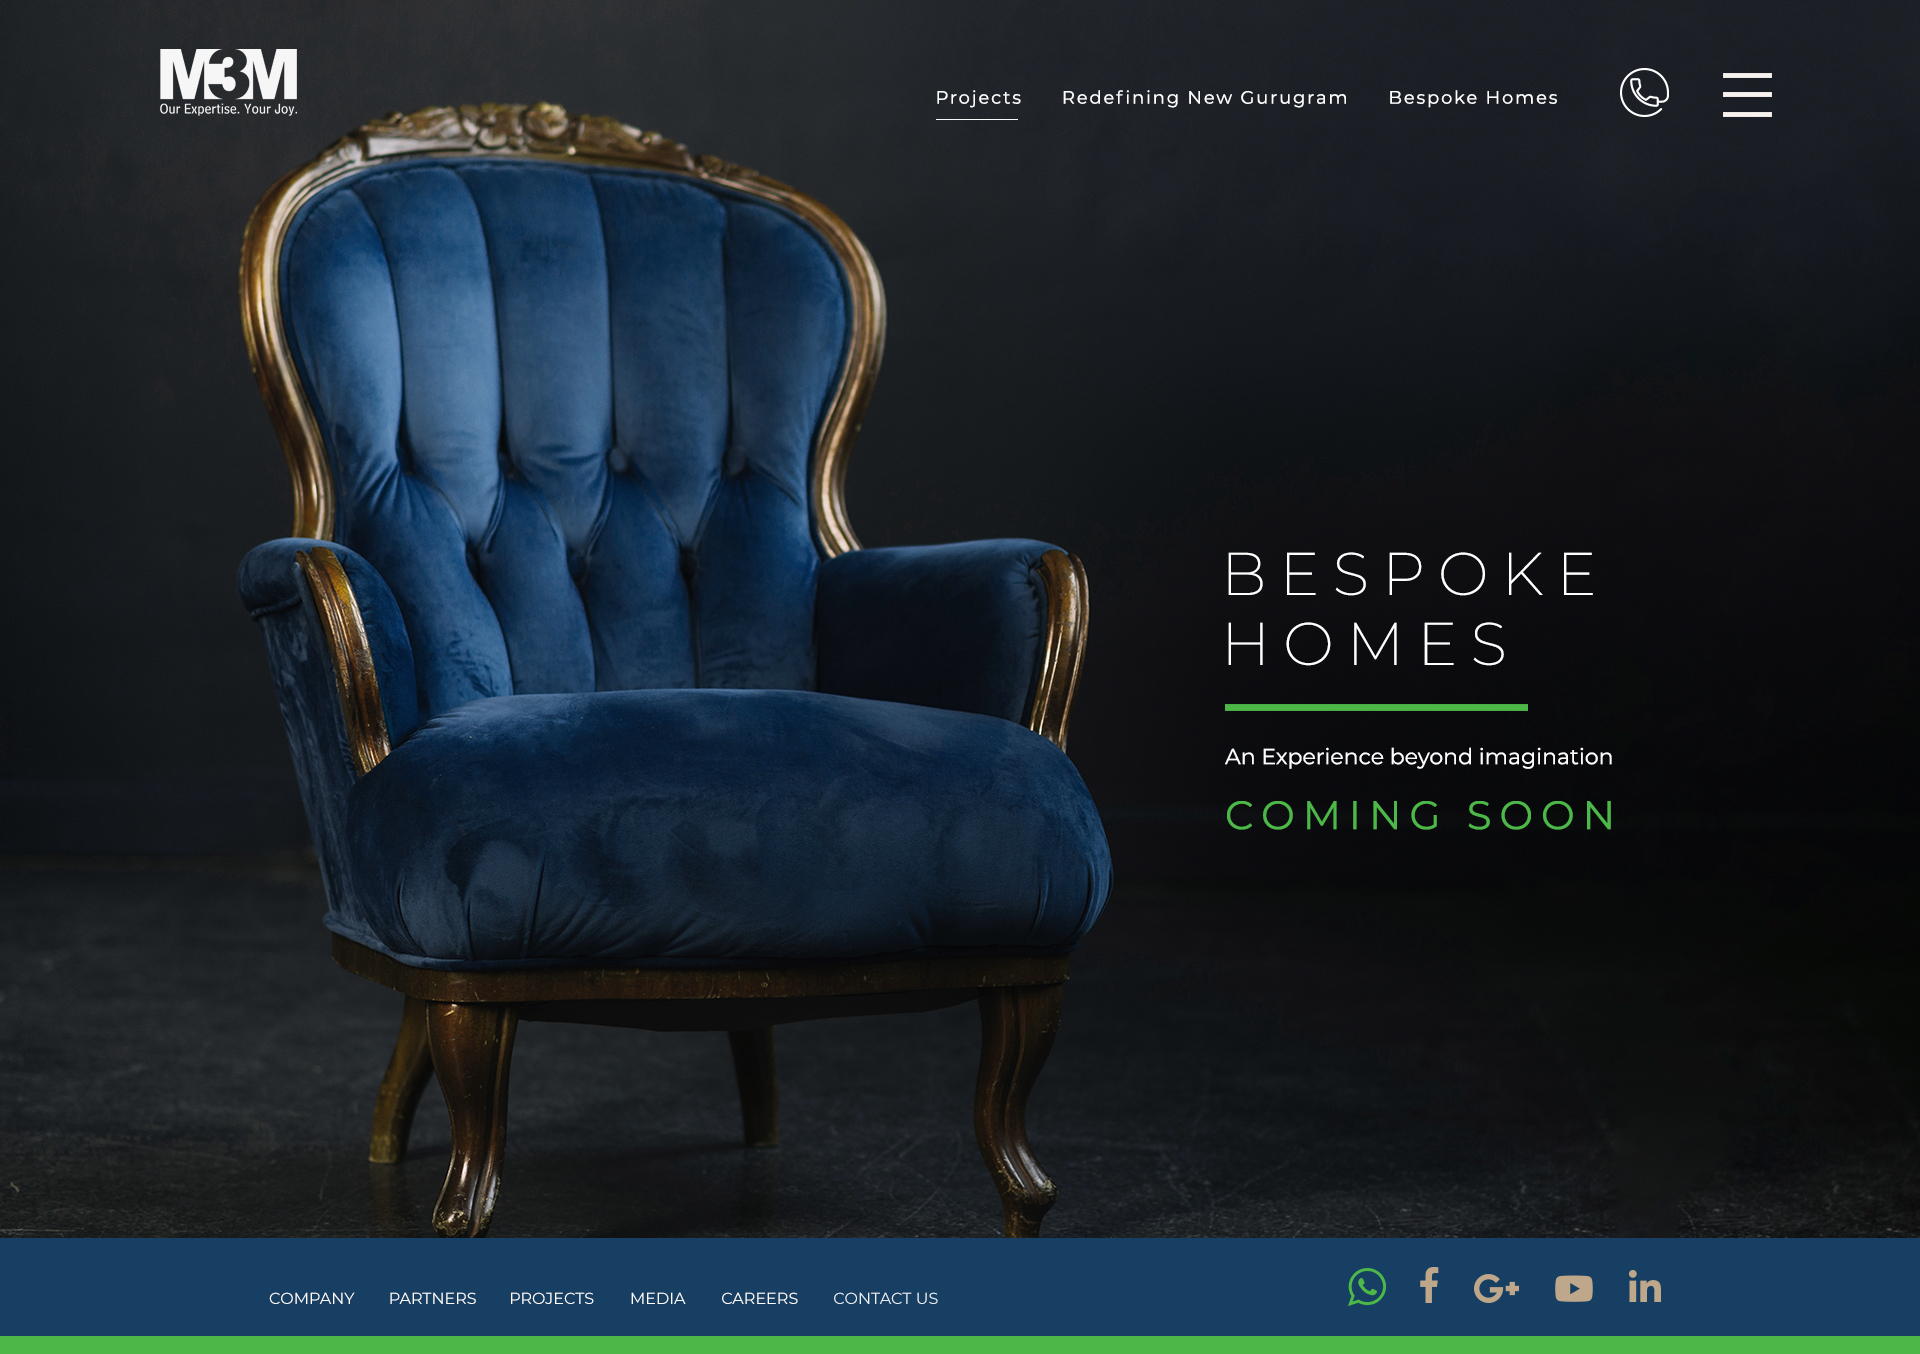 M3M
Our Expertise. Your Joy.
Projects Redefining New Gurugram Bespoke Homes
BESPOKE
HOMES
An Experience beyond imagination
COMING SOON
COMPANY PARTNERS PROJECTS MEDIA CAREERS CONTACT US
f G+ in